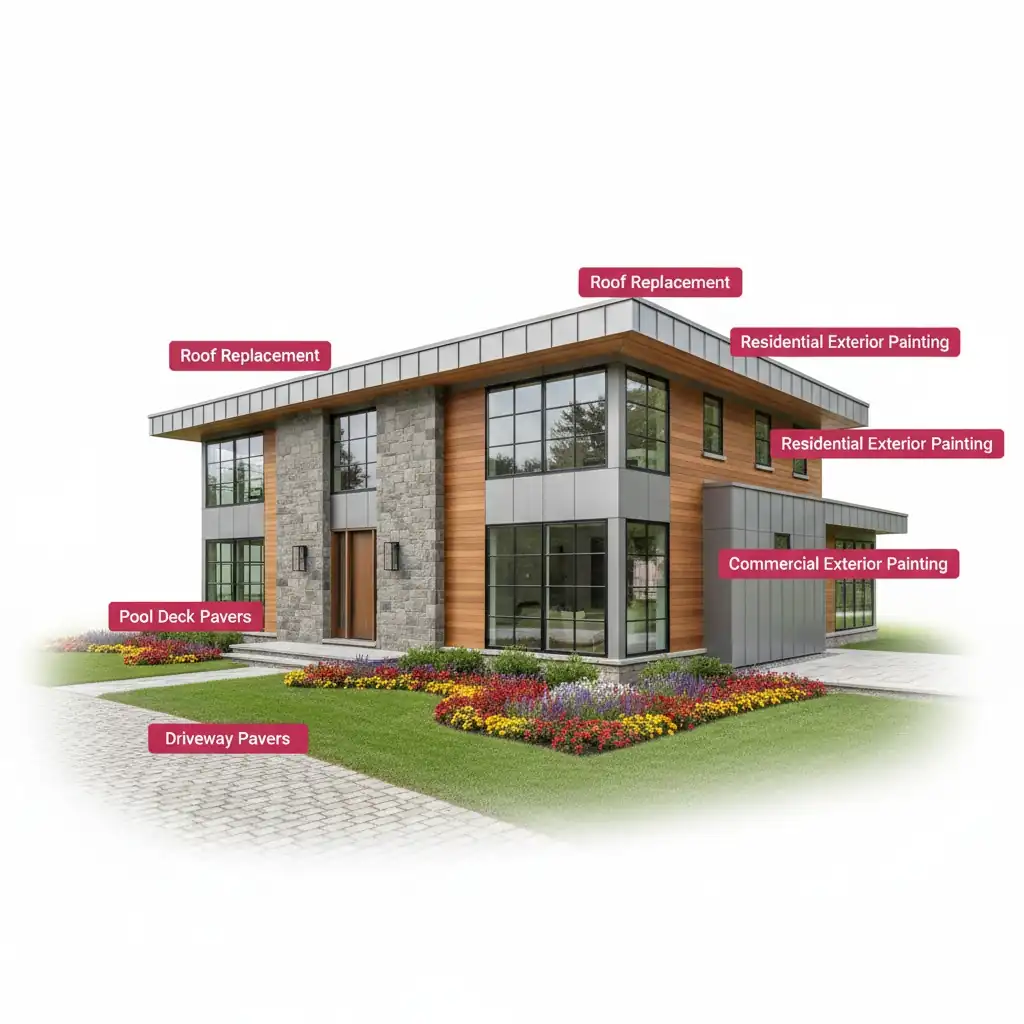 Roof Replacement
Residential Exterior Painting
Roof Replacement
Residential Exterior Painting
Commercial Exterior Painting
Pool Deck Pavers
Driveway Pavers